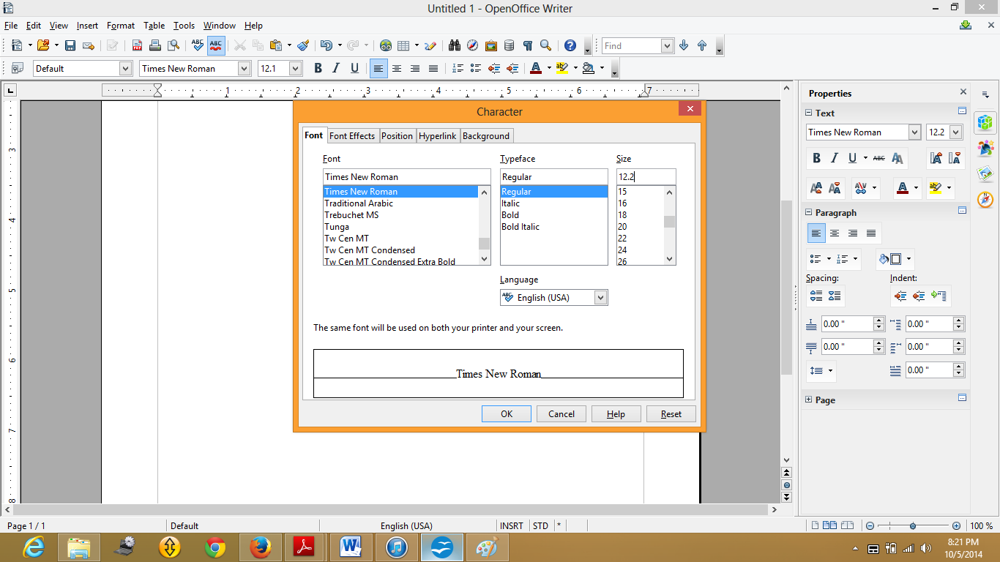 Untitled 1 - OpenOffice Writer
File Edit View Insert Format Table Tools Window Help
Find
Default Times New Roman 12.1
1 2 3 4 5 6 7
3
4
5
6
7
8
Character
Font Font Effects Position Hyperlink Background
Font Typeface Size
Times New Roman Regular 12.2
Times New Roman Regular 15
Traditional Arabic Italic 16
Trebuchet MS Bold 18
Tunga Bold Italic 20
Tw Cen MT 22
Tw Cen MT Condensed 24
Tw Cen MT Condensed Extra Bold 26
Language
English (USA)
The same font will be used on both your printer and your screen.
Times New Roman
OK Cancel Help Reset
Properties
Text
Times New Roman 12.2
Paragraph
Spacing: Indent:
0.00 " 0.00 "
0.00 " 0.00 "
0.00 "
Page
Page 1 / 1 Default English (USA) INSRT STD * 100 %
8:21 PM
10/5/2014